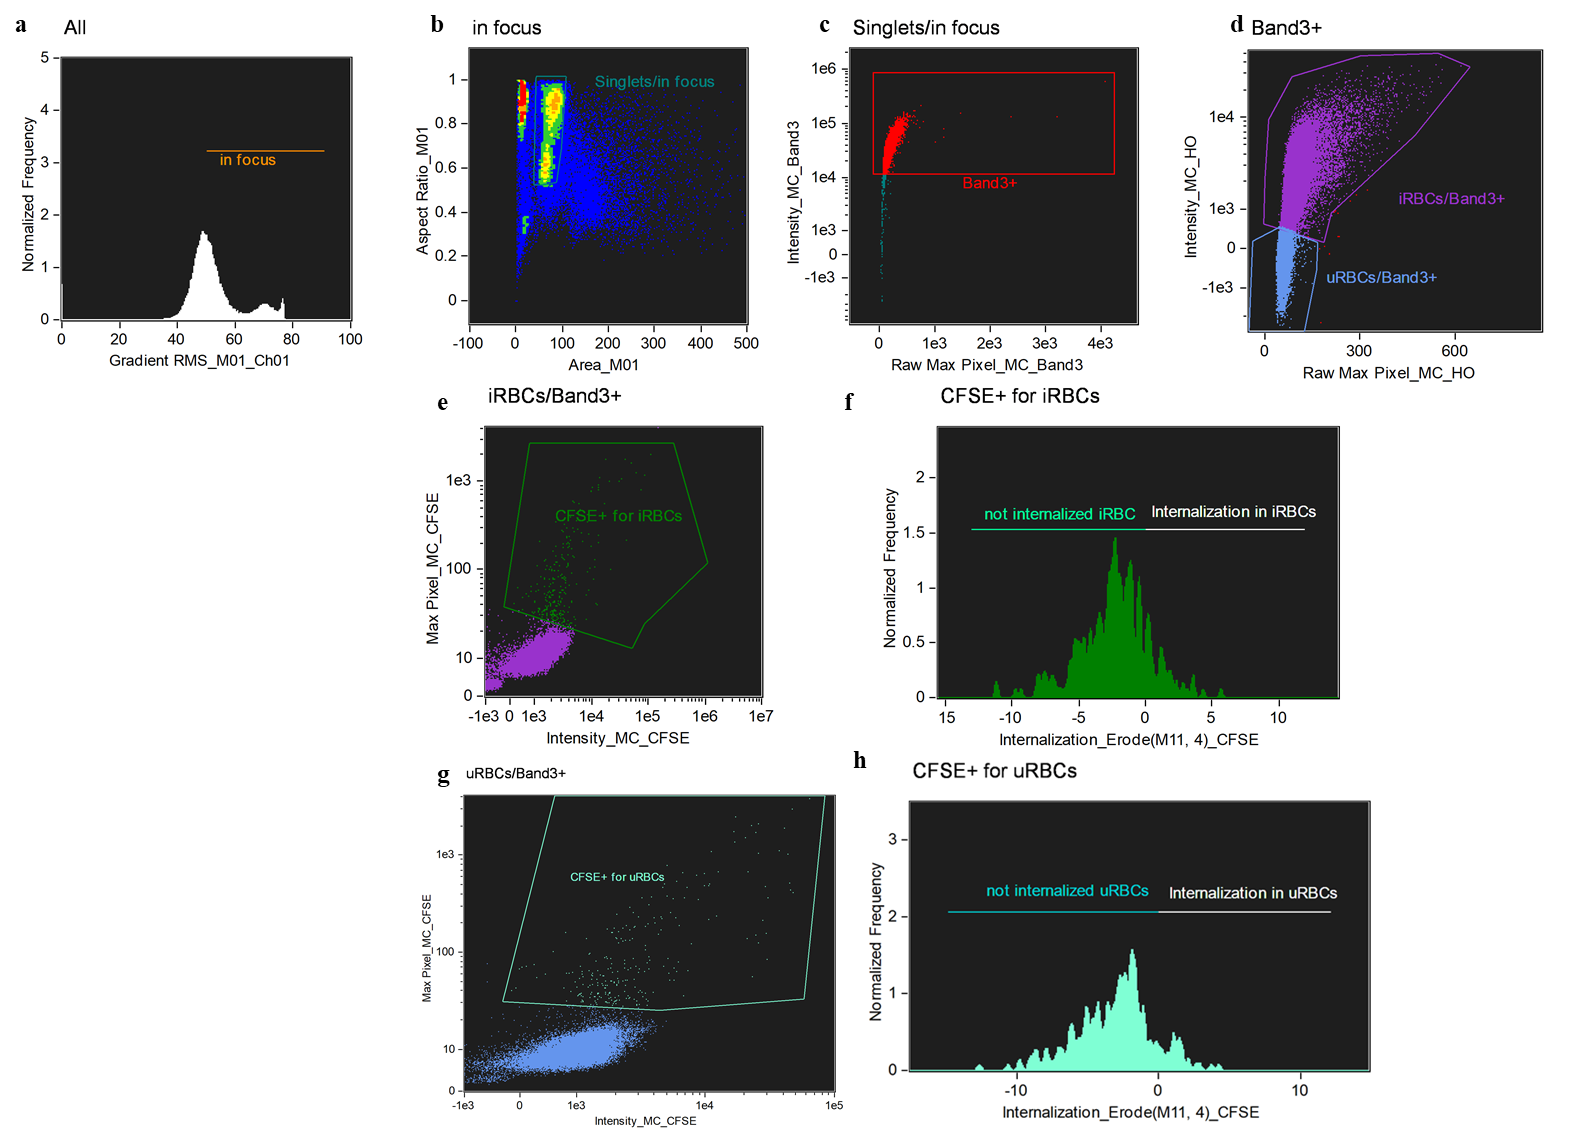 a All
5
4
3
2
1
0
Normalized Frequency
in focus
0 20 40 60 80 100
Gradient RMS_M01_Ch01
b in focus
1
0.8
0.6
0.4
0.2
0
Aspect Ratio_M01
Singlets/in focus
-100 0 100 200 300 400 500
Area_M01
c Singlets/in focus
1e6
1e5
1e4
1e3
0
-1e3
Intensity_MC_Band3
Band3+
0 1e3 2e3 3e3 4e3
Raw Max Pixel_MC_Band3
d Band3+
1e4
1e3
0
-1e3
Intensity_MC_HO
iRBCs/Band3+
uRBCs/Band3+
0 300 600
Raw Max Pixel_MC_HO
e iRBCs/Band3+
1e3
100
10
0
Max Pixel_MC_CFSE
CFSE+ for iRBCs
-1e3 0 1e3 1e4 1e5 1e6 1e7
Intensity_MC_CFSE
f CFSE+ for iRBCs
2
1.5
1
0.5
0
Normalized Frequency
not internalized iRBC Internalization in iRBCs
15 -10 -5 0 5 10
Internalization_Erode(M11, 4)_CFSE
g uRBCs/Band3+
1e3
100
10
0
Max Pixel_MC_CFSE
CFSE+ for uRBCs
-1e3 0 1e3 1e4 1e5
Intensity_MC_CFSE
h CFSE+ for uRBCs
3
2
1
0
Normalized Frequency
not internalized uRBCs Internalization in uRBCs
-10 0 10
Internalization_Erode(M11, 4)_CFSE